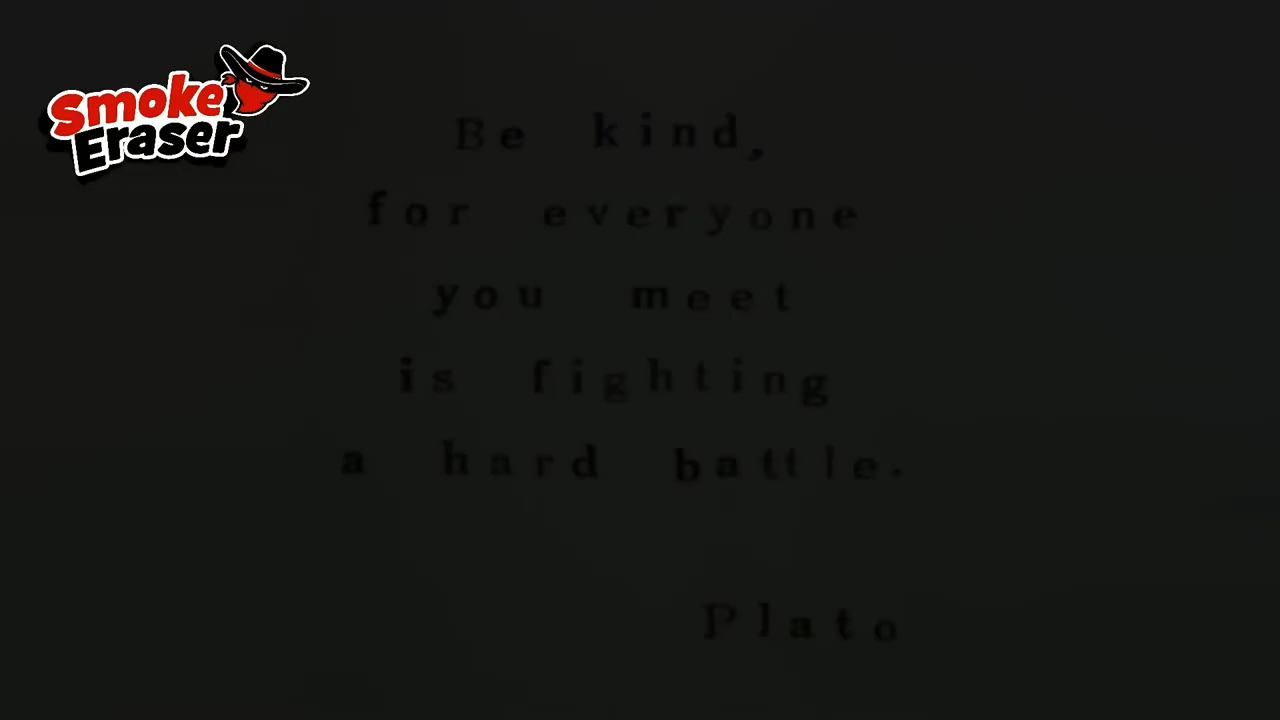 Smoke
Eraser
Be kind,
for everyone
you meet
is fighting
a hard battle.
Plato